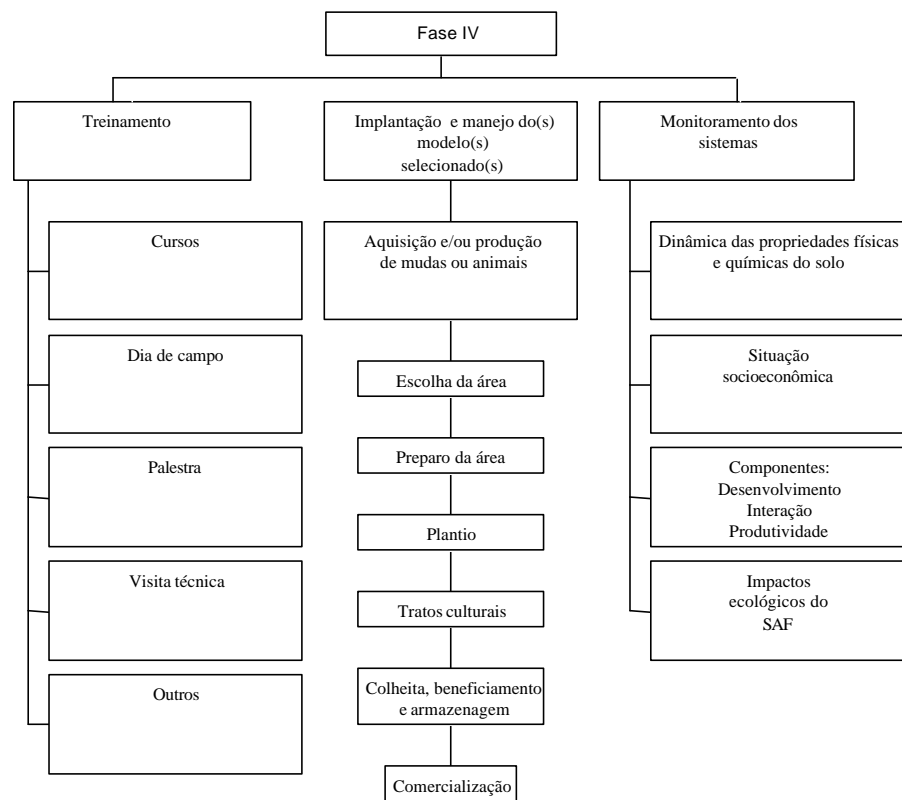 Fase IV
Treinamento
Cursos
Dia de campo
Palestra
Visita técnica
Outros
Implantação e manejo do(s)
modelo(s)
selecionado(s)
Aquisição e/ou produção
de mudas ou animais
Escolha da área
Preparo da área
Plantio
Tratos culturais
Colheita, beneficiamento
e armazenagem
Comercialização
Monitoramento dos
sistemas
Dinâmica das propriedades físicas
e químicas do solo
Situação
socioeconômica
Componentes:
Desenvolvimento
Interação
Produtividade
Impactos
ecológicos do
SAF